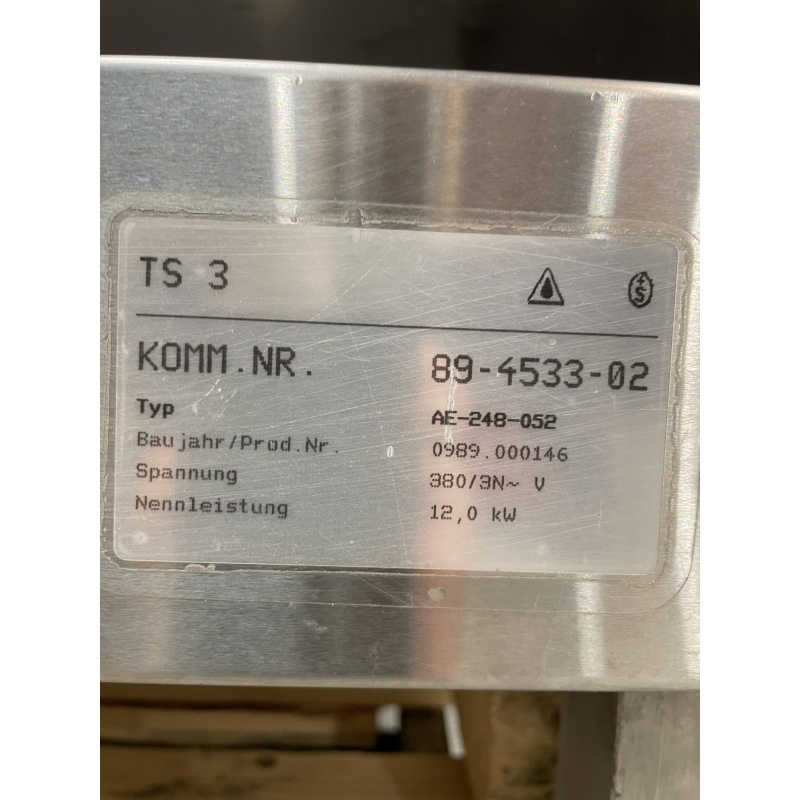 TS 3
KOMM.NR. 89-4533-02
Typ AE-248-052
Baujahr/Prod.Nr. 0989.000146
Spannung 380/3N~ V
Nennleistung 12,0 kW